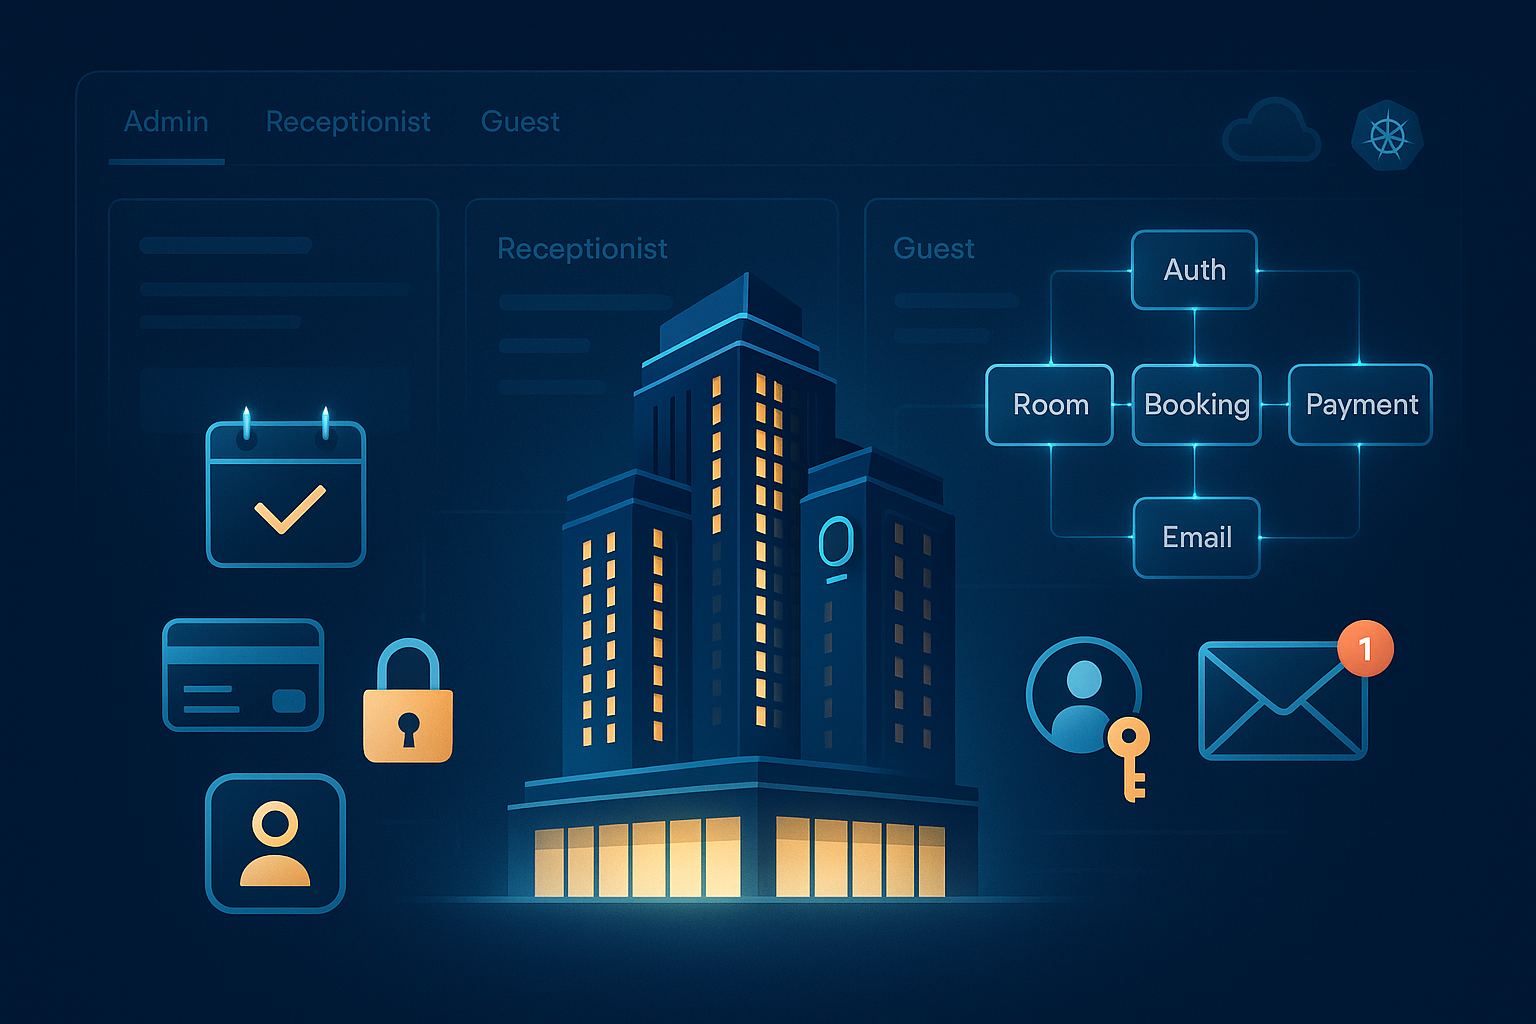 Admin
Receptionist
Guest
Receptionist
Guest
Auth
Room
Booking
Payment
Email
1